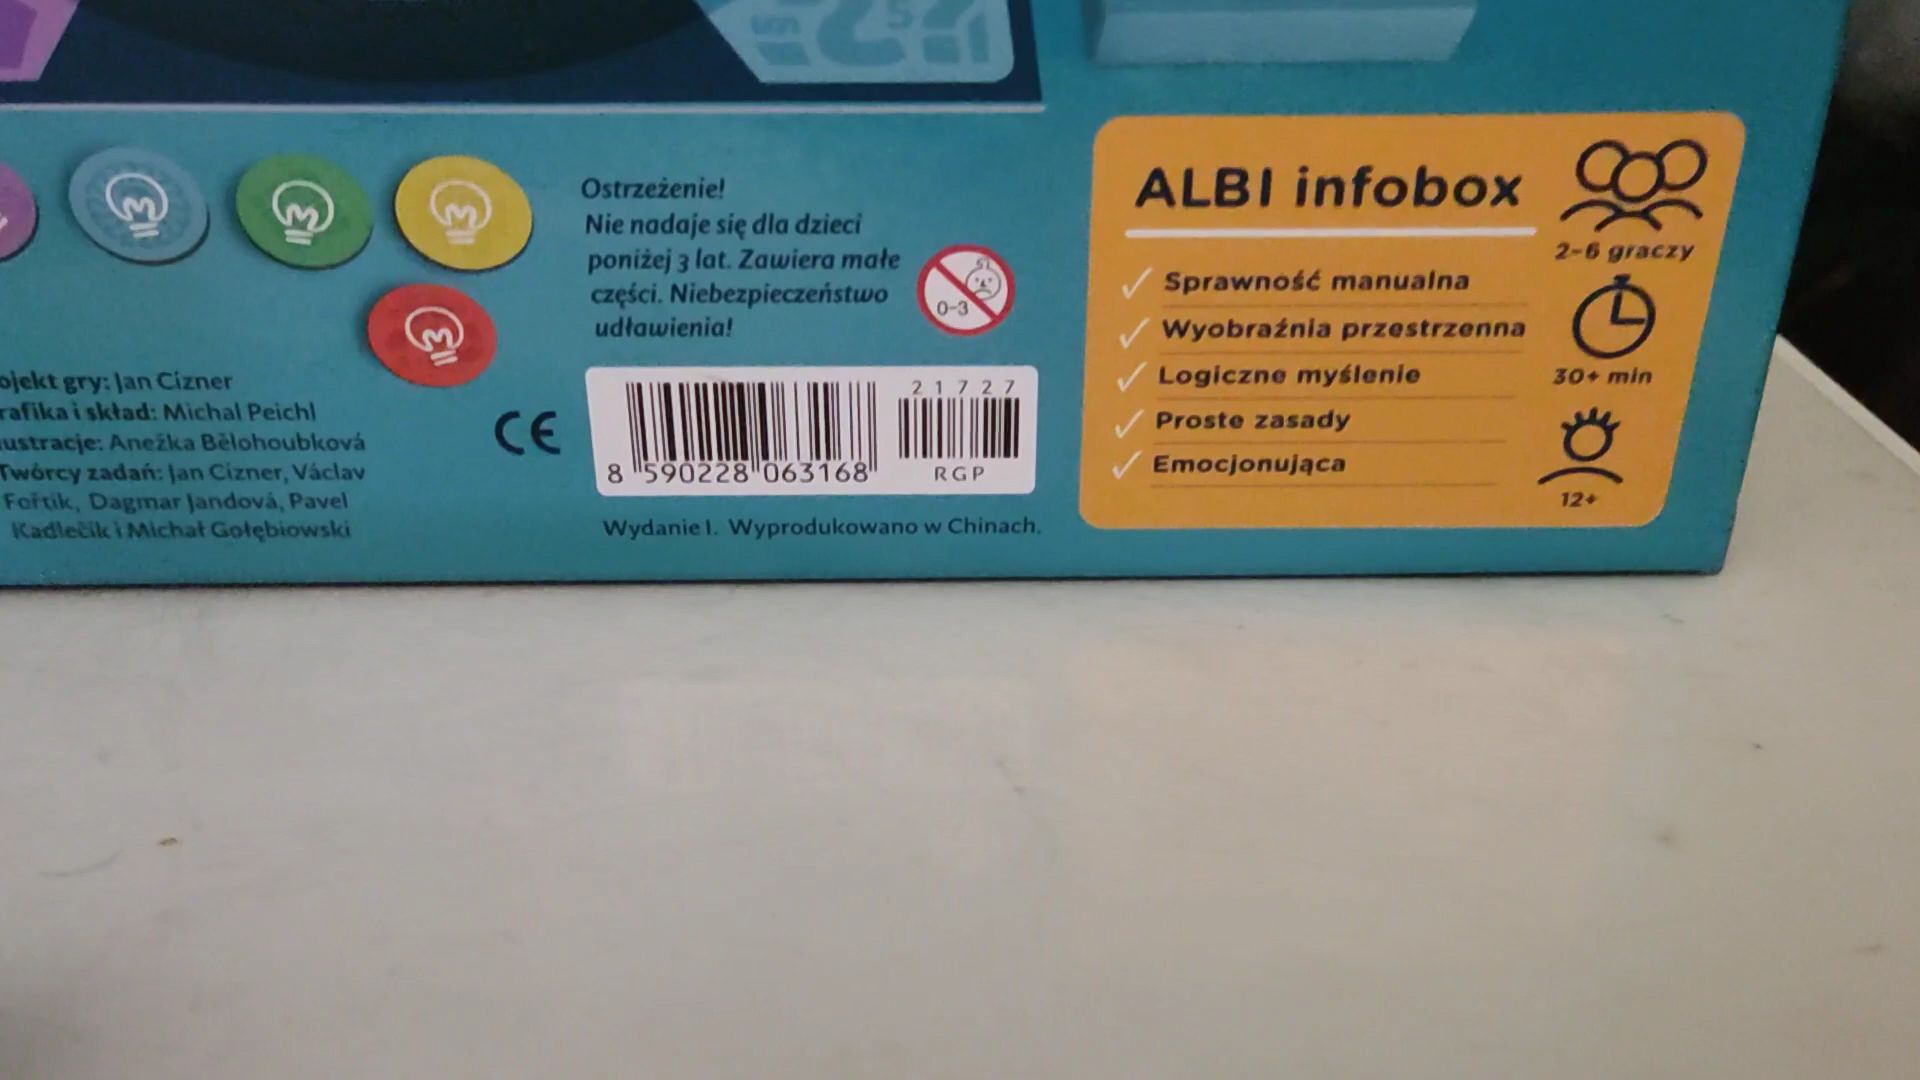 Ostrzeżenie!
Nie nadaje się dla dzieci
poniżej 3 lat. Zawiera małe
części. Niebezpieczeństwo
udławienia!
0-3
ojekt gry: Jan Cizner
rafika i skład: Michal Peichl
ustracje: Anežka Bělohoubková
Twórcy zadań: Jan Cizner, Václav
Fořtík, Dagmar Jandová, Pavel
Kadlečik i Michał Gołębiowski
CE
21727
8 590228 063168
RGP
Wydanie I. Wyprodukowano w Chinach.
ALBI infobox
Sprawność manualna
Wyobraźnia przestrzenna
Logiczne myślenie
Proste zasady
Emocjonująca
2-6 graczy
30+ min
12+